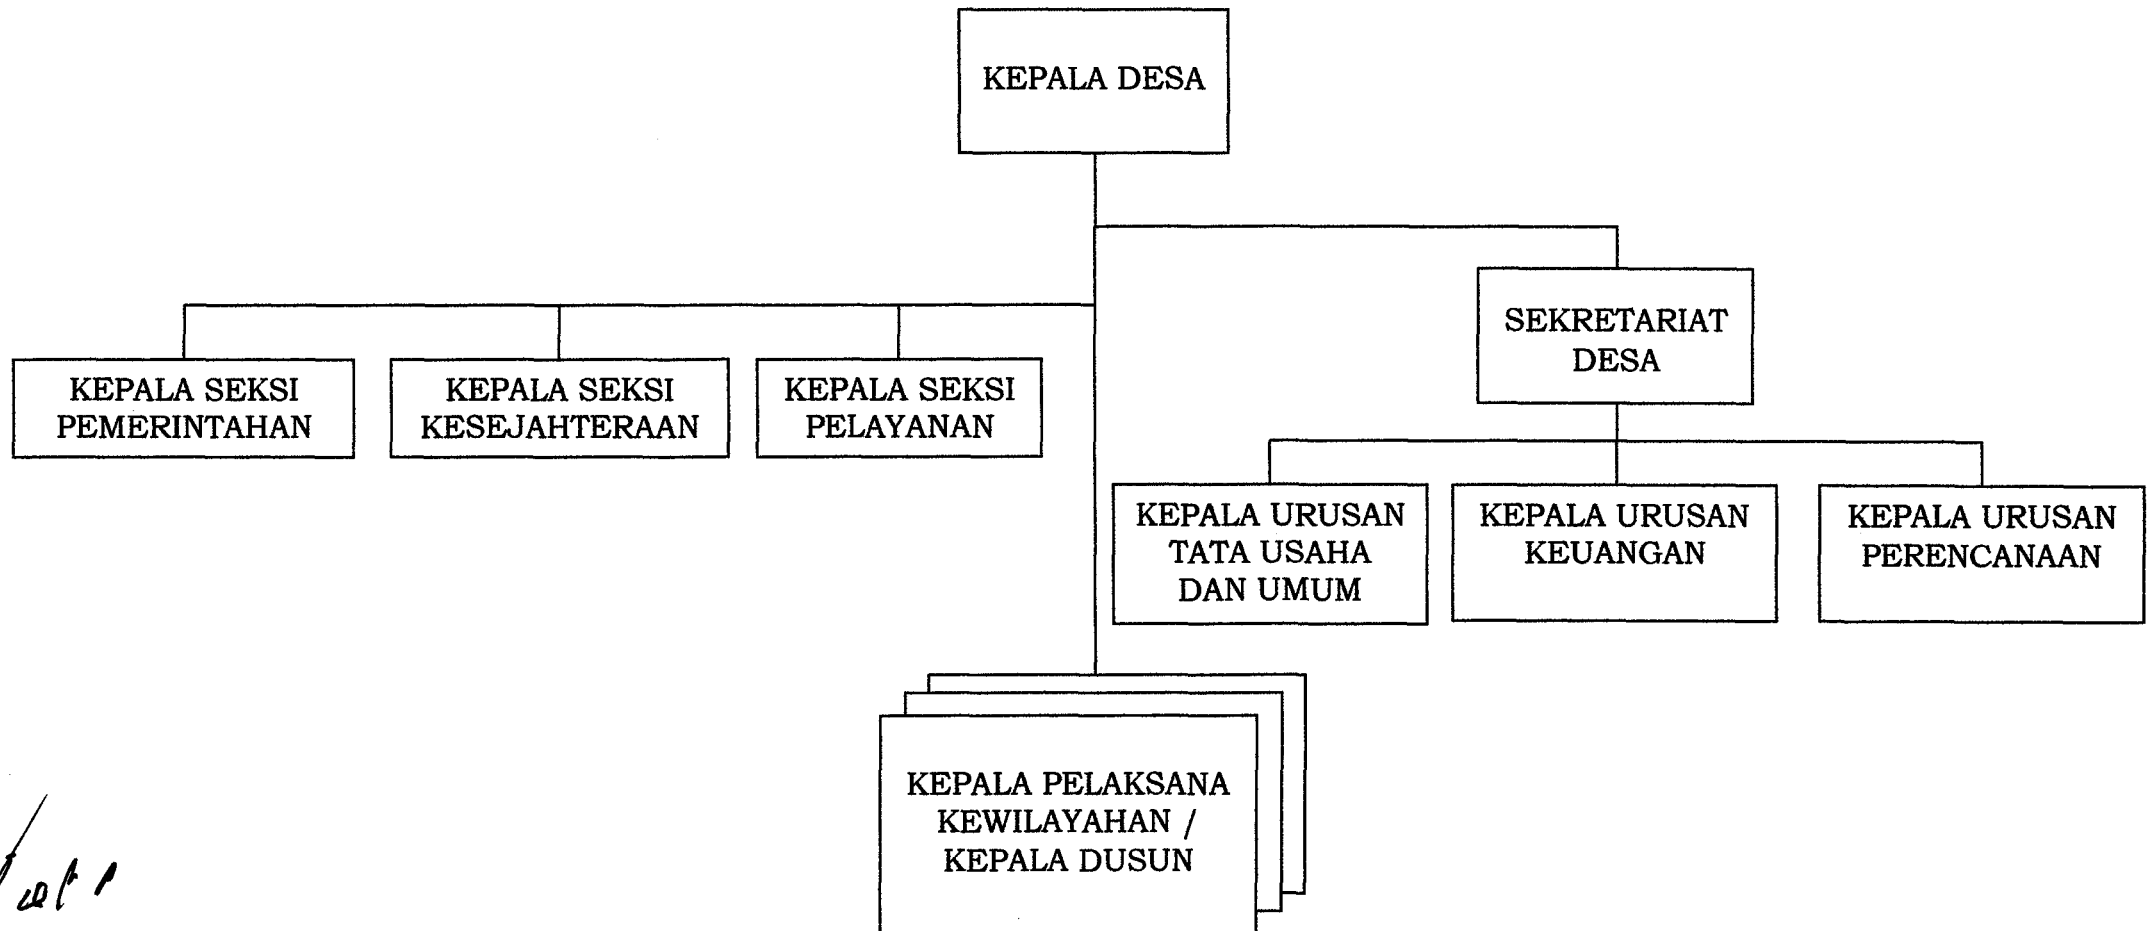 KEPALA DESA
SEKRETARIAT
DESA
KEPALA SEKSI
PEMERINTAHAN
KEPALA SEKSI
KESEJAHTERAAN
KEPALA SEKSI
PELAYANAN
KEPALA URUSAN
TATA USAHA
DAN UMUM
KEPALA URUSAN
KEUANGAN
KEPALA URUSAN
PERENCANAAN
KEPALA PELAKSANA
KEWILAYAHAN /
KEPALA DUSUN